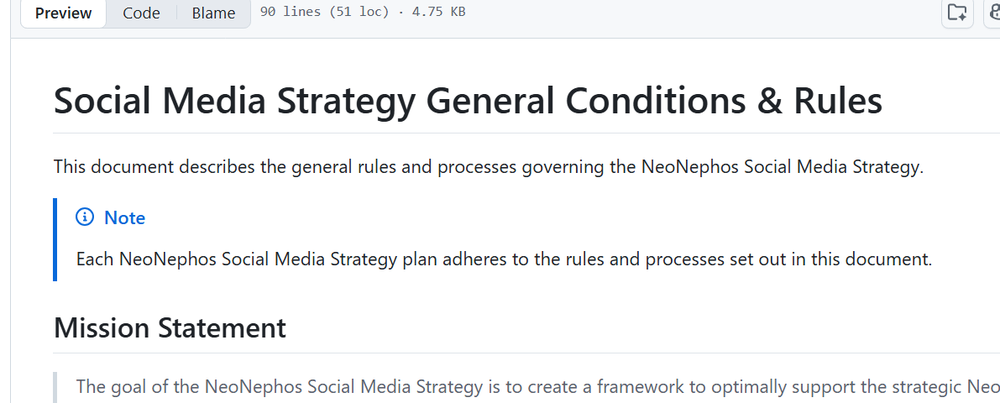 Preview Code Blame 90 lines (51 loc) · 4.75 KB
Social Media Strategy General Conditions & Rules
This document describes the general rules and processes governing the NeoNephos Social Media Strategy.
Note
Each NeoNephos Social Media Strategy plan adheres to the rules and processes set out in this document.
Mission Statement
The goal of the NeoNephos Social Media Strategy is to create a framework to optimally support the strategic Neo